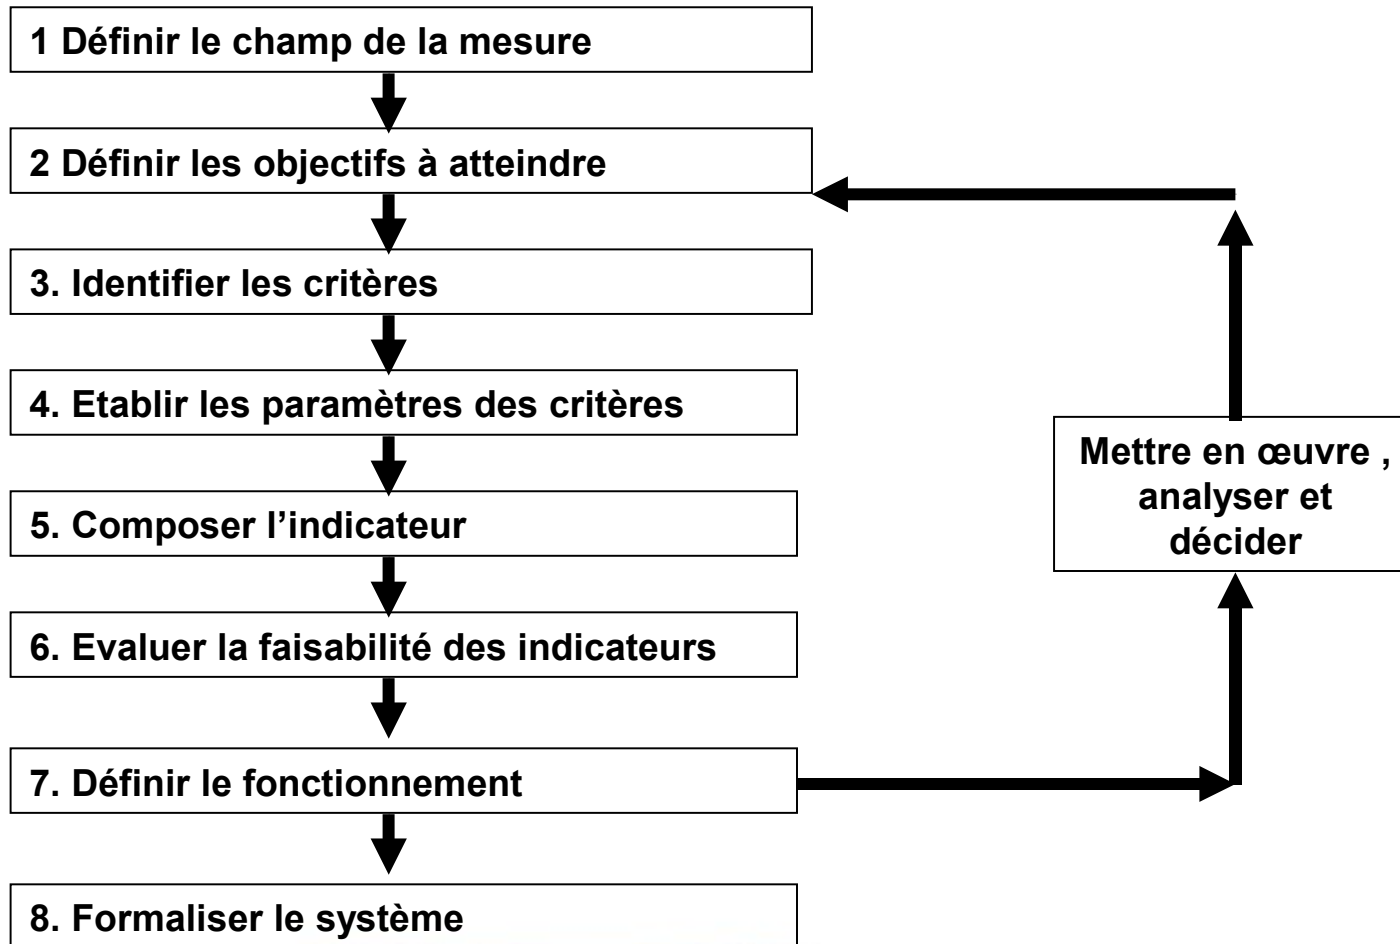 1 Définir le champ de la mesure
2 Définir les objectifs à atteindre
3. Identifier les critères
4. Etablir les paramètres des critères
Mettre en œuvre ,
analyser et
décider
5. Composer l’indicateur
6. Evaluer la faisabilité des indicateurs
7. Définir le fonctionnement
8. Formaliser le système